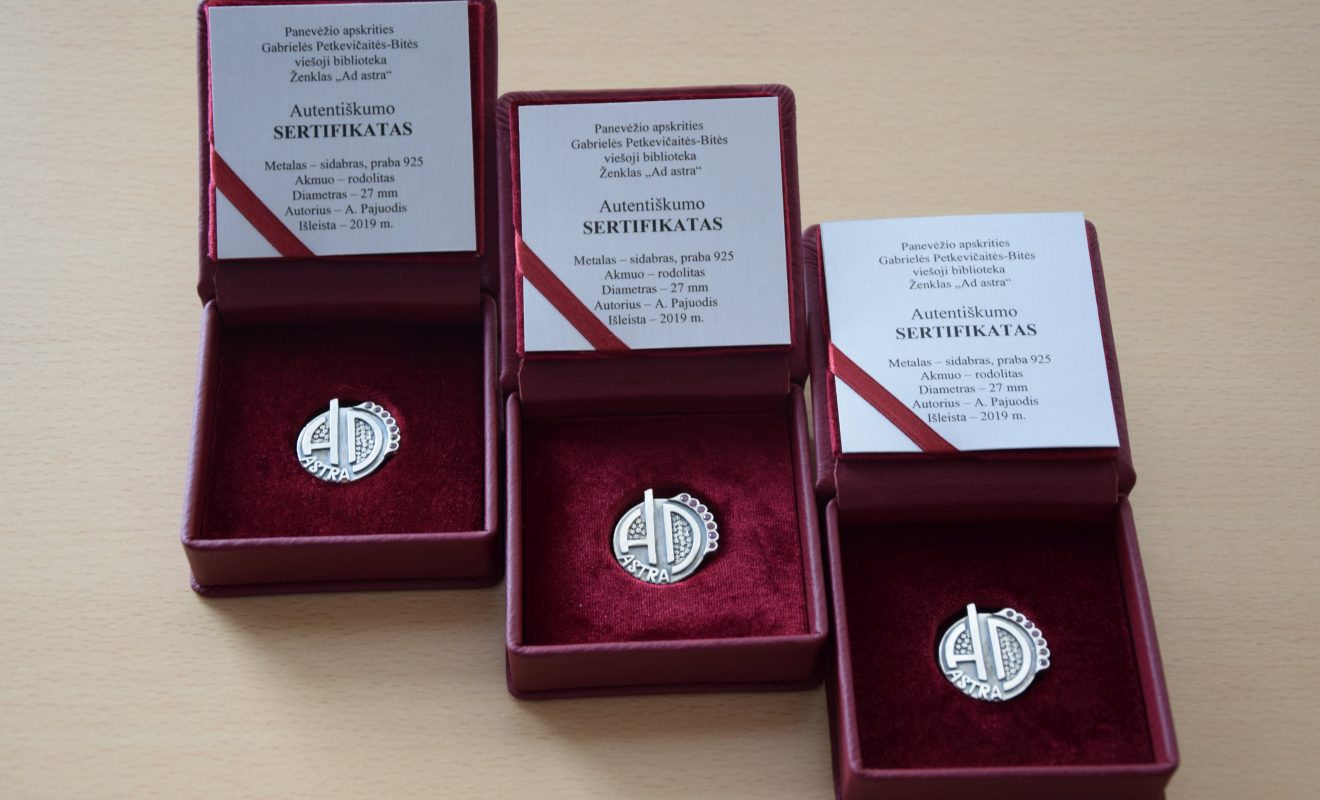 Panevėžio apskrities
Gabrielės Petkevičaitės-Bitės
viešoji biblioteka
Ženklas „Ad astra“
Autentiškumo
SERTIFIKATAS
Metalas – sidabras, praba 925
Akmuo – rodolitas
Diametras – 27 mm
Autorius – A. Pajuodis
Išleista – 2019 m.
AD
ASTRA
Panevėžio apskrities
Gabrielės Petkevičaitės-Bitės
viešoji biblioteka
Ženklas „Ad astra“
Autentiškumo
SERTIFIKATAS
Metalas – sidabras, praba 925
Akmuo – rodolitas
Diametras – 27 mm
Autorius – A. Pajuodis
Išleista – 2019 m.
AD
ASTRA
Panevėžio apskrities
Gabrielės Petkevičaitės-Bitės
viešoji biblioteka
Ženklas „Ad astra“
Autentiškumo
SERTIFIKATAS
Metalas – sidabras, praba 925
Akmuo – rodolitas
Diametras – 27 mm
Autorius – A. Pajuodis
Išleista – 2019 m.
AD
ASTRA